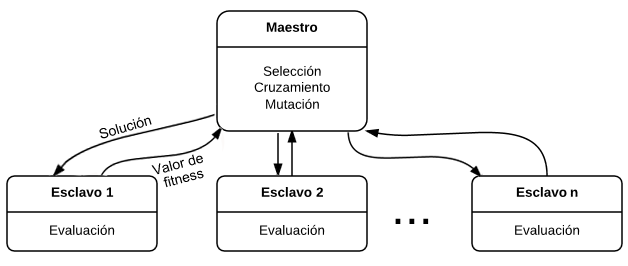 Maestro
Selección
Cruzamiento
Mutación
Solución
Valor de
fitness
Esclavo 1
Evaluación
Esclavo 2
Evaluación
...
Esclavo n
Evaluación